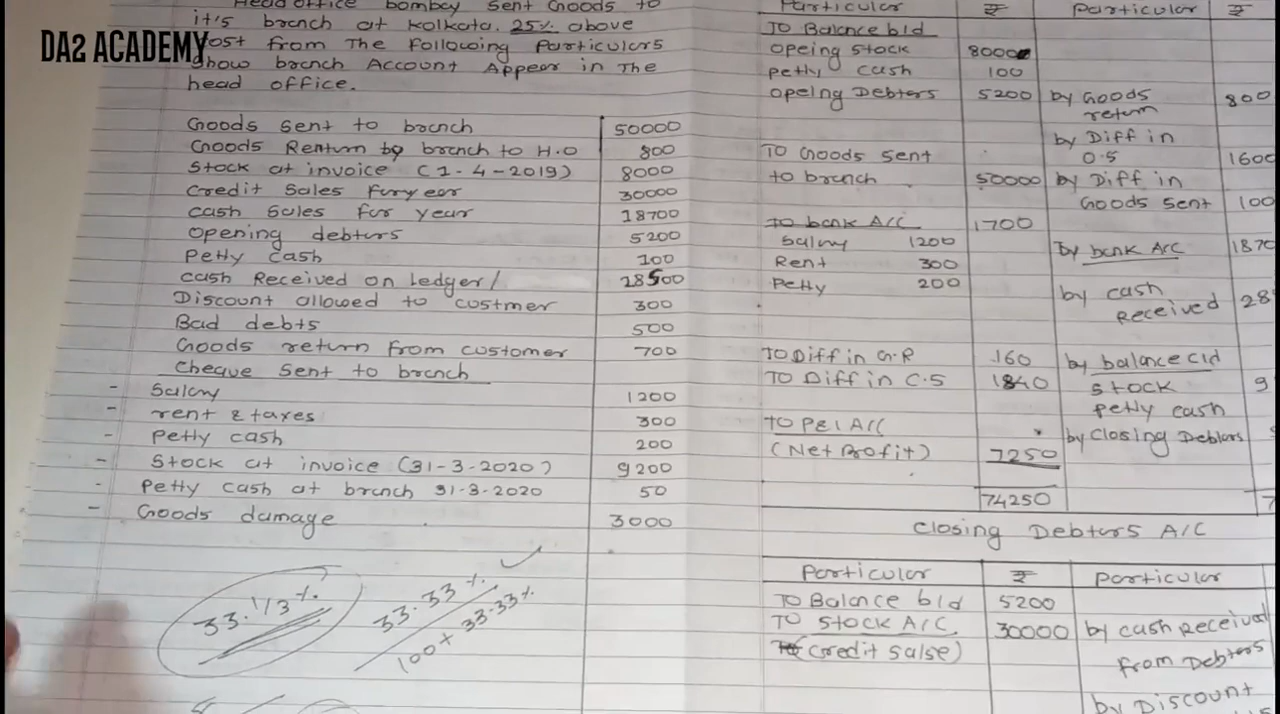 Head office bombay sent Goods to
it's branch at Kolkata. 25% above
cost from The Following Particulars
show branch Account Appear in The
head office.
DA2 ACADEMY
Goods sent to branch 50000
Goods Renturn by branch to H.O 800
Stock at invoice (1-4-2019) 8000
Credit Sales Foryear 30000
cash sales for year 18700
Opening debtors 5200
Petty cash 100
cash Received on ledger/ 28500
Discount allowed to custmer 300
Bad debts 500
Goods return from customer 700
Cheque sent to branch
- Salary 1200
- rent & taxes 300
- Petty cash 200
- Stock at invoice (31-3-2020) 9200
- Petty cash at branch 31-3-2020 50
- Goods damage 3000
33.1/3%
33.33%
100+33.33%
Particular ₹ Particular ₹
TO Balance b/d
opeing stock 8000
petty cash 100
opeing Debters 5200 by Goods 800
return
by Diff in
TO Goods sent 0.5 1600
to branch 50000 by Diff in
Goods sent 100
To bank A/C 1700
Salary 1200 by bank A/C 1870
Rent 300
Petty 200 by cash
Received 28
TO Diff in G.R 160 by balance c/d
TO Diff in C.S 1840 stock 9
petty cash
TO P&l A/C by Closing Debtors
(Net Profit) 7250
74250 7
Closing Debtors A/C
Particular ₹ Particular
TO Balance b/d 5200
TO STOCK A/C 30000 by cash Received
(Credit salse) from Debters
by Discount